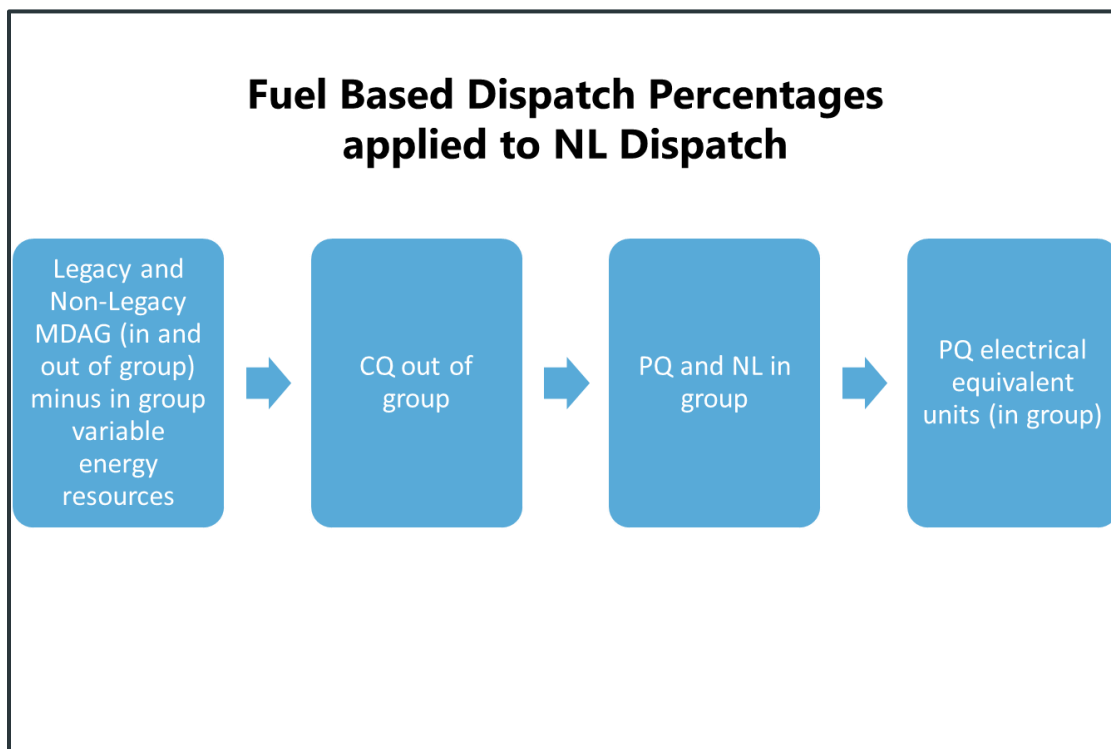 Fuel Based Dispatch Percentages
applied to NL Dispatch
Legacy and
Non-Legacy
MDAG (in and
out of group)
minus in group
variable
energy
resources
CQ out of
group
PQ and NL in
group
PQ electrical
equivalent
units (in group)